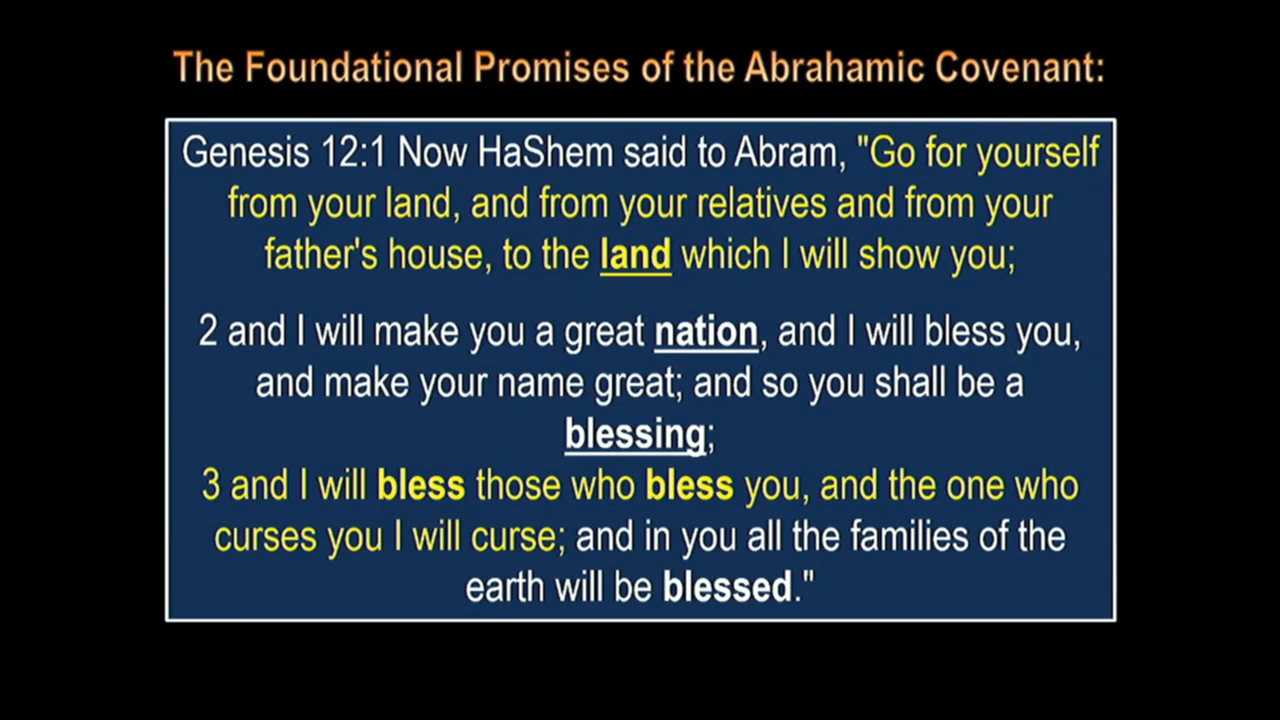 The Foundational Promises of the Abrahamic Covenant:
Genesis 12:1 Now HaShem said to Abram, "Go for yourself
from your land, and from your relatives and from your
father's house, to the land which I will show you;
2 and I will make you a great nation, and I will bless you,
and make your name great; and so you shall be a
blessing;
3 and I will bless those who bless you, and the one who
curses you I will curse; and in you all the families of the
earth will be blessed."